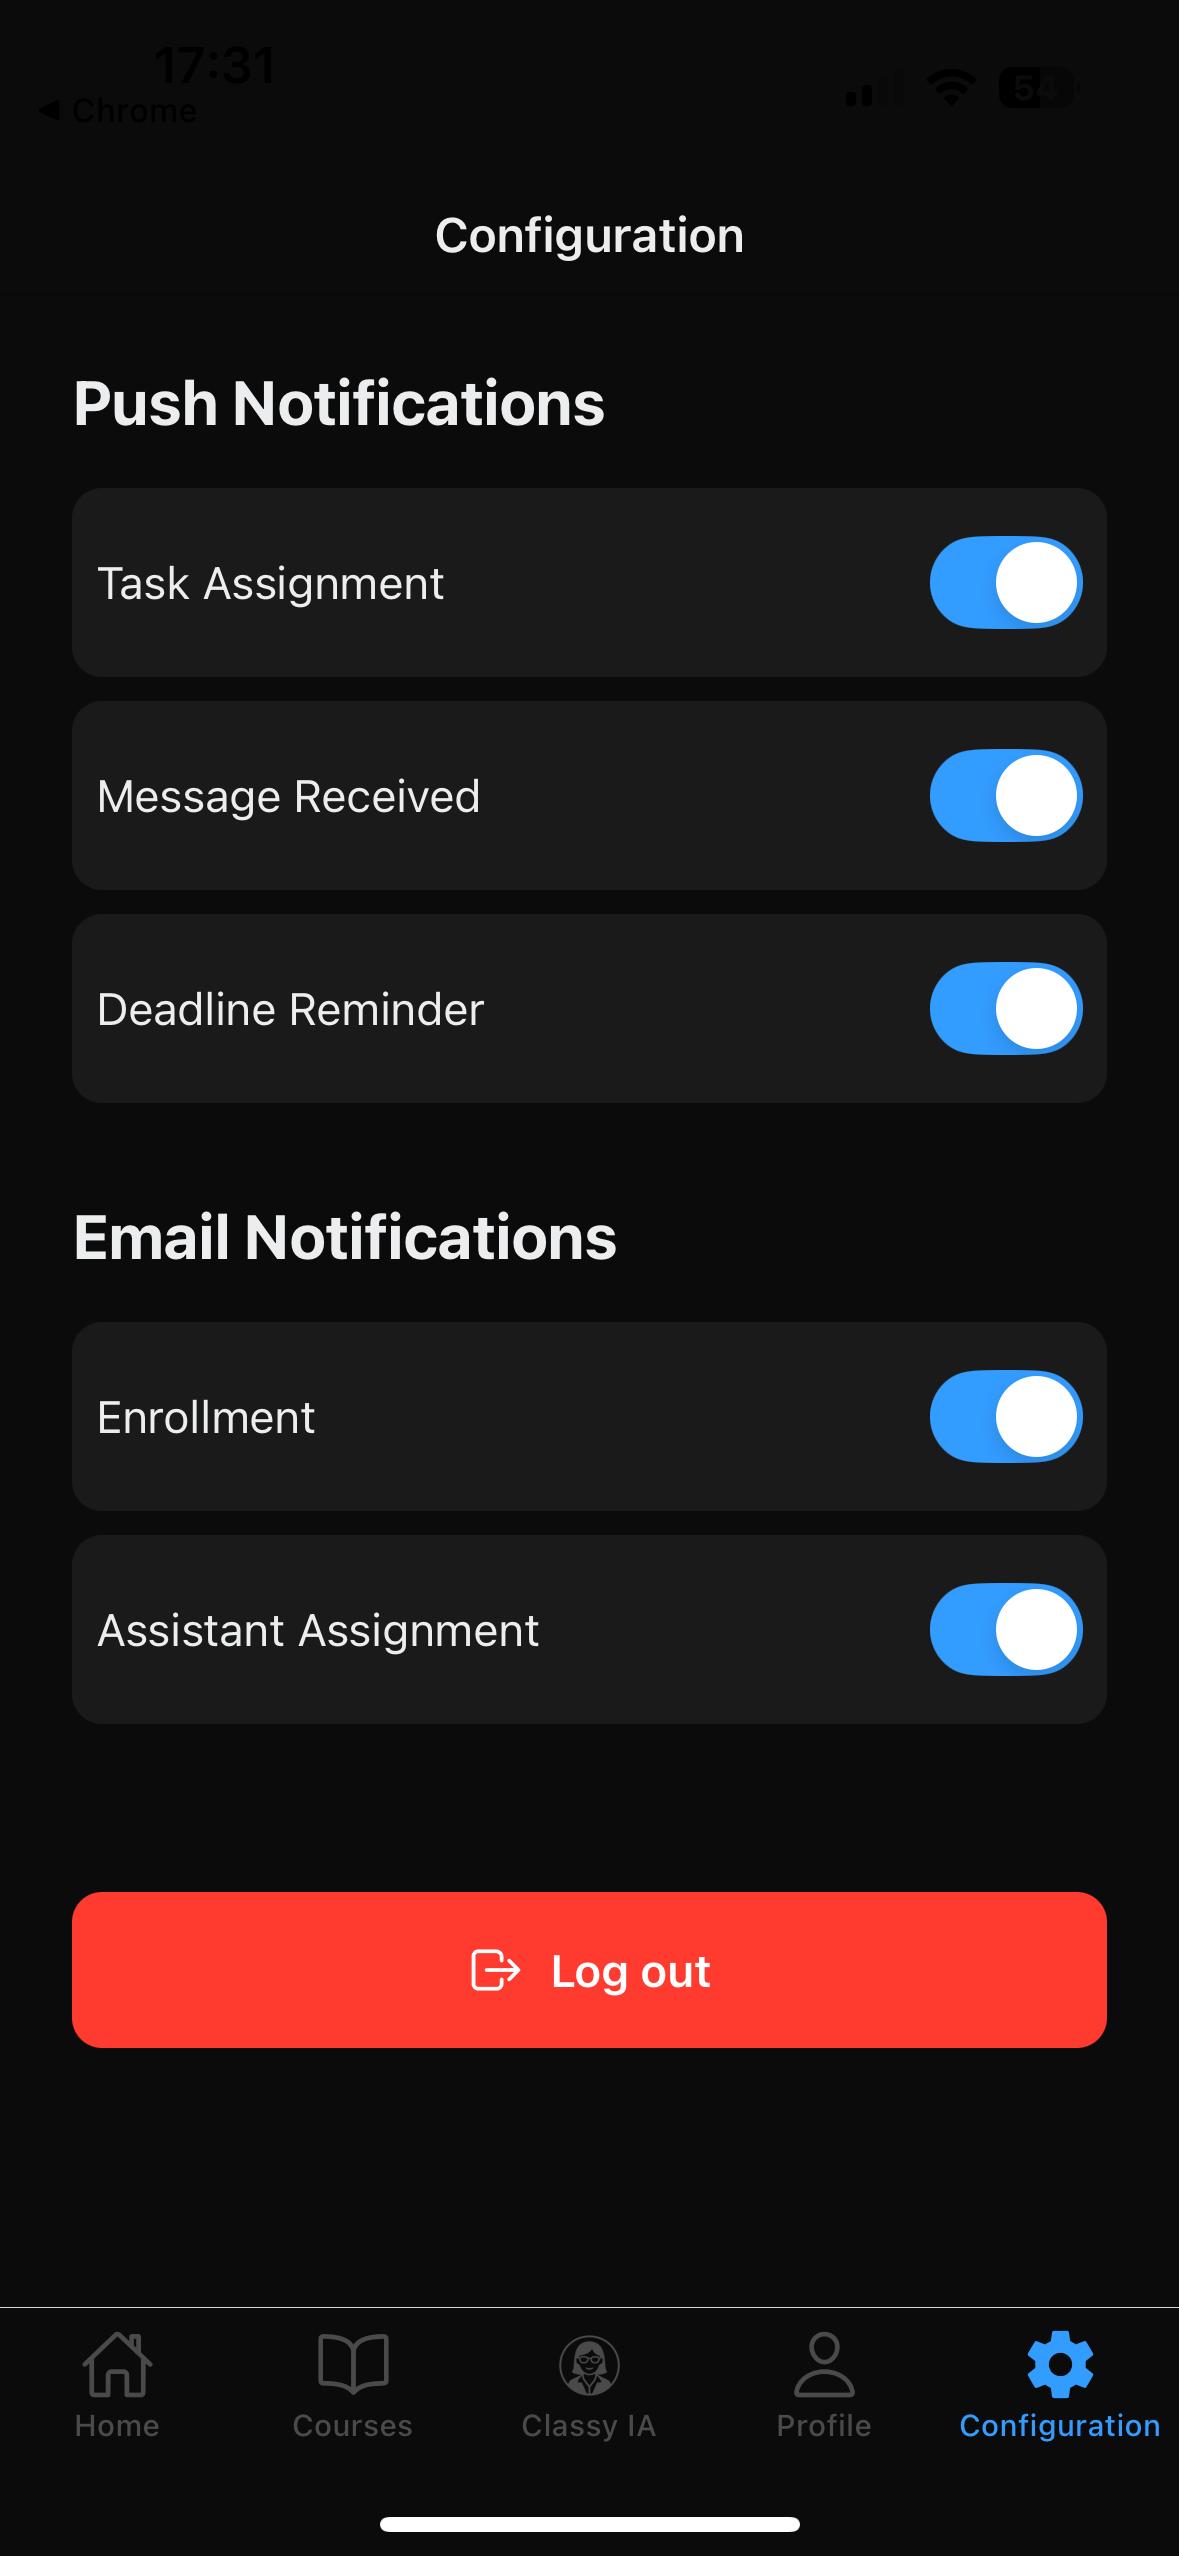 17:31
Chrome
54
Configuration
Push Notifications
Task Assignment
Message Received
Deadline Reminder
Email Notifications
Enrollment
Assistant Assignment
Log out
Home
Courses
Classy IA
Profile
Configuration